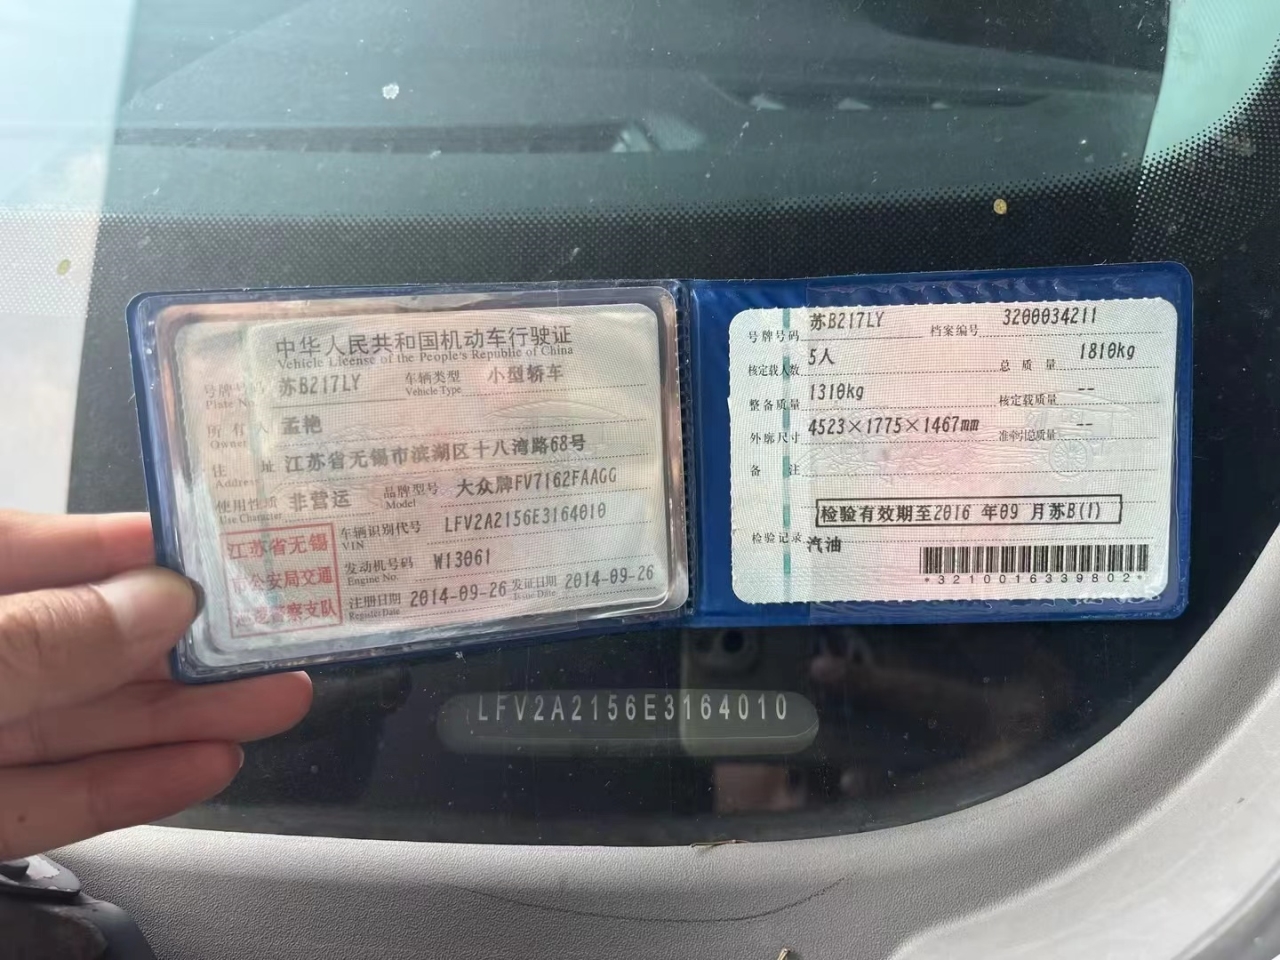 中华人民共和国机动车行驶证
Vehicle License of the People's Republic of China
号牌号码 苏B217LY 车辆类型 小型轿车
Plate No. Vehicle Type
所有人 孟艳
Owner
住址 江苏省无锡市滨湖区十八湾路68号
Address
使用性质 非营运 品牌型号 大众牌FV7162FAAGG
Use Character Model
江苏省无锡
市公安局交通
巡逻警察支队
车辆识别代号 LFV2A2156E3164010
VIN
发动机号码 W13061
Engine No.
注册日期 2014-09-26 发证日期 2014-09-26
Register Date Issue Date
号牌号码 苏B217LY 档案编号 3200034211
核定载人数 5人 总质量 1810kg
整备质量 1310kg 核定载质量 --
外廓尺寸 4523×1775×1467mm 准牵引总质量 --
备注
检验有效期至2016 年09 月苏B(1)
检验记录
汽油
*3210016339802*
LFV2A2156E3164010